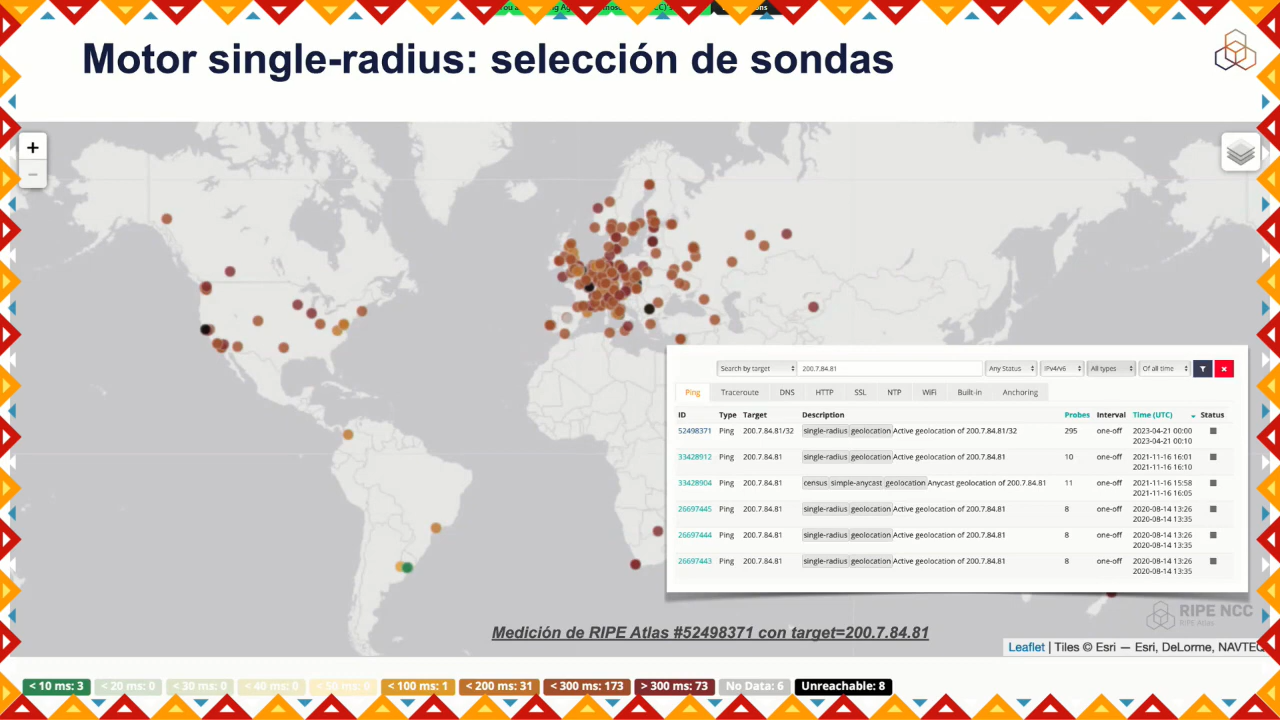 Motor single-radius: selección de sondas
+
−
Search by target 200.7.84.81 Any Status IPv4/v6 All types Of all time
Ping Traceroute DNS HTTP SSL NTP WiFi Built-in Anchoring
ID Type Target Description Probes Interval Time (UTC) Status
52498371 Ping 200.7.84.81/32 single-radius geolocation Active geolocation of 200.7.84.81/32 295 one-off 2023-04-21 00:00
2023-04-21 00:10
33428912 Ping 200.7.84.81 single-radius geolocation Active geolocation of 200.7.84.81 10 one-off 2021-11-16 16:01
2021-11-16 16:10
33428904 Ping 200.7.84.81 census simple-anycast geolocation Anycast geolocation of 200.7.84.81 11 one-off 2021-11-16 15:58
2021-11-16 16:05
26697445 Ping 200.7.84.81 single-radius geolocation Active geolocation of 200.7.84.81 8 one-off 2020-08-14 13:26
2020-08-14 13:35
26697444 Ping 200.7.84.81 single-radius geolocation Active geolocation of 200.7.84.81 8 one-off 2020-08-14 13:26
2020-08-14 13:35
26697443 Ping 200.7.84.81 single-radius geolocation Active geolocation of 200.7.84.81 8 one-off 2020-08-14 13:26
2020-08-14 13:35
RIPE NCC
RIPE Atlas
Medición de RIPE Atlas #52498371 con target=200.7.84.81
Leaflet | Tiles © Esri — Esri, DeLorme, NAVTEQ
< 10 ms: 3 < 20 ms: 0 < 30 ms: 0 < 40 ms: 0 < 50 ms: 0 < 100 ms: 1 < 200 ms: 31 < 300 ms: 173 > 300 ms: 73 No Data: 6 Unreachable: 8